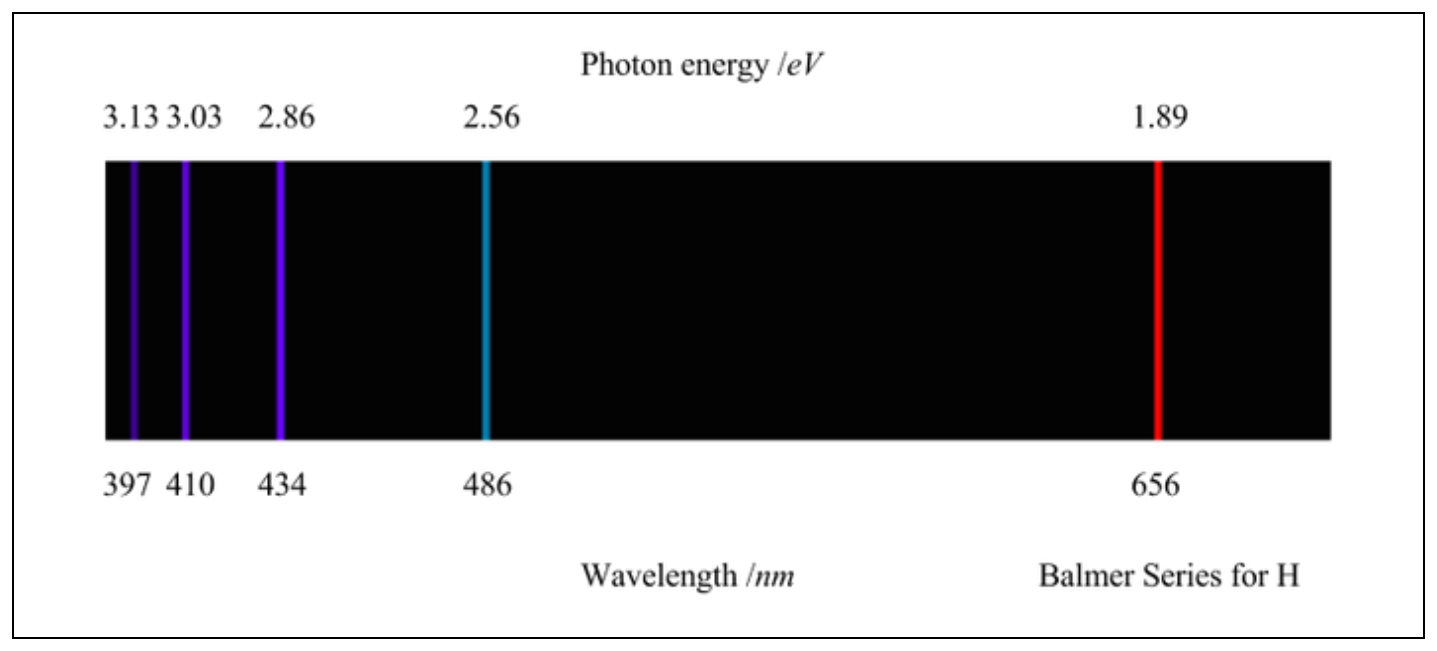 Photon energy /eV
3.13 3.03 2.86 2.56 1.89
397 410 434 486 656
Wavelength /nm Balmer Series for H